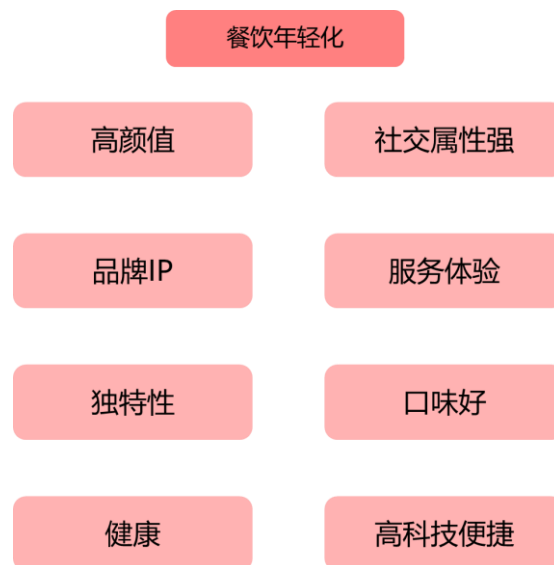 餐饮年轻化
高颜值
社交属性强
品牌IP
服务体验
独特性
口味好
健康
高科技便捷